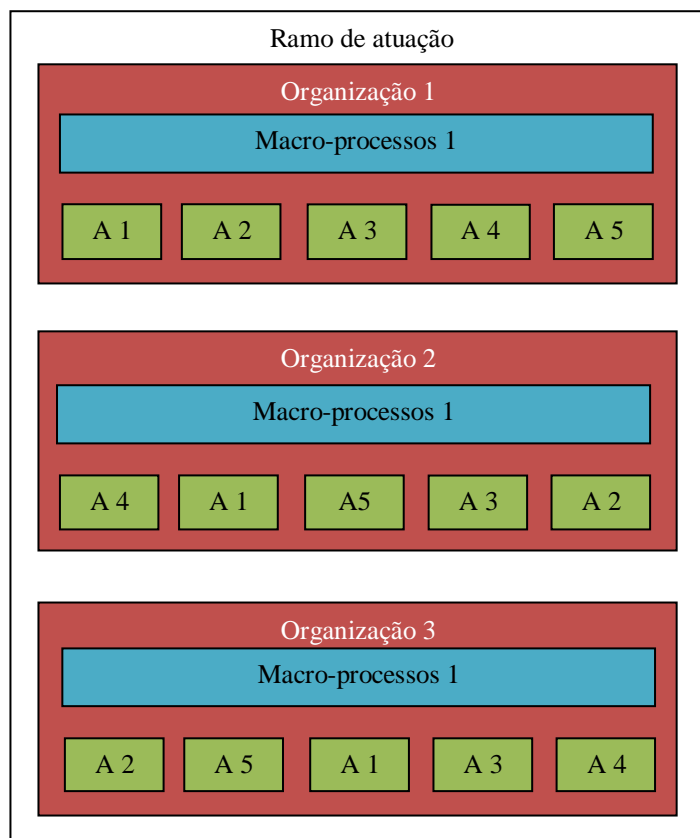 Ramo de atuação
Organização 1
Macro-processos 1
A 1 A 2 A 3 A 4 A 5
Organização 2
Macro-processos 1
A 4 A 1 A5 A 3 A 2
Organização 3
Macro-processos 1
A 2 A 5 A 1 A 3 A 4